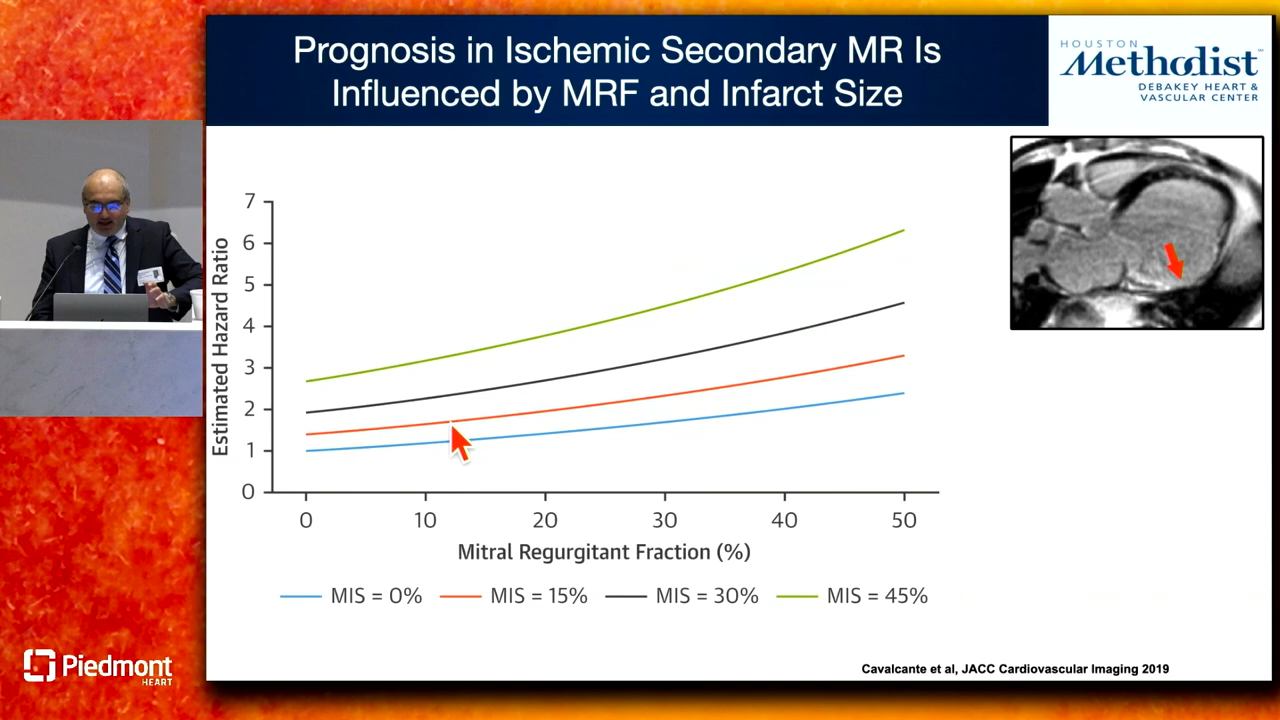 Prognosis in Ischemic Secondary MR Is
Influenced by MRF and Infarct Size
HOUSTON
Methodist
DEBAKEY HEART &
VASCULAR CENTER
Estimated Hazard Ratio
7
6
5
4
3
2
1
0
0 10 20 30 40 50
Mitral Regurgitant Fraction (%)
MIS = 0% MIS = 15% MIS = 30% MIS = 45%
Cavalcante et al, JACC Cardiovascular Imaging 2019
Piedmont
HEART